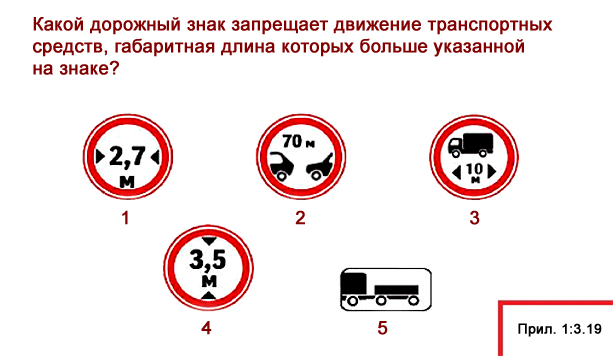 Какой дорожный знак запрещает движение транспортных
средств, габаритная длина которых больше указанной
на знаке?
2,7
м
70 м
10
м
1
2
3
3,5
м
4
5
Прил. 1:3.19